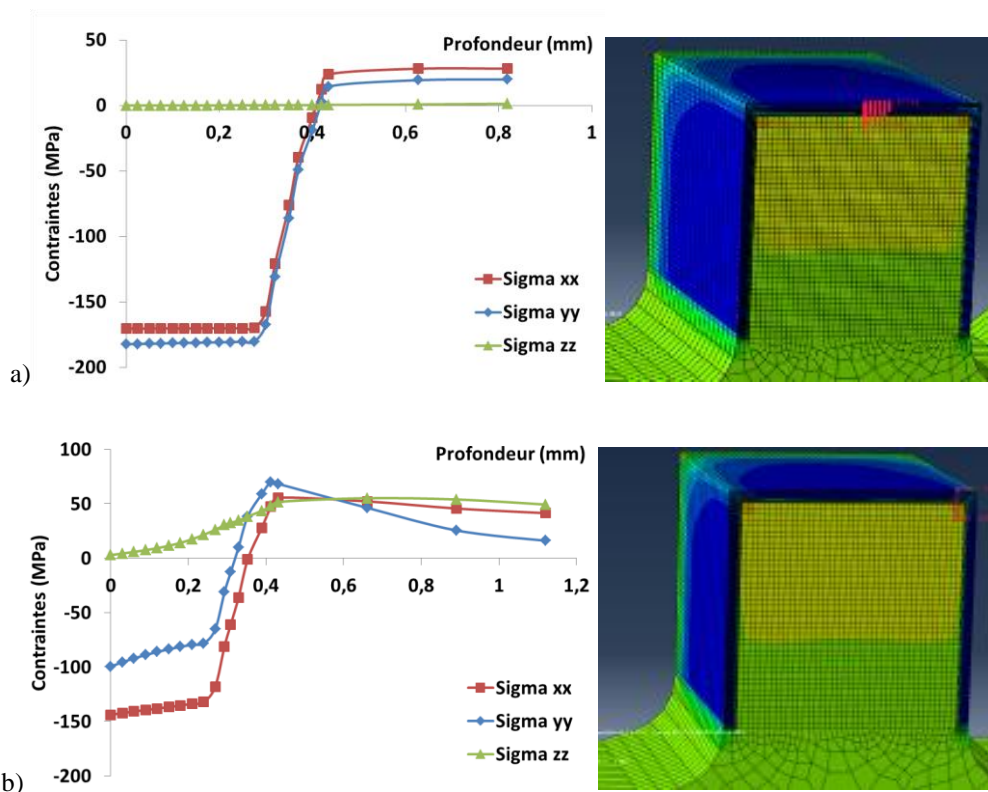 50
Profondeur (mm)
0
0 0,2 0,4 0,6 0,8 1
-50
-100
-150
-200
Contraintes (MPa)
Sigma xx
Sigma yy
Sigma zz
a)
100
Profondeur (mm)
50
0
0 0,2 0,4 0,6 0,8 1 1,2
-50
-100
-150
-200
Contraintes (MPa)
Sigma xx
Sigma yy
Sigma zz
b)